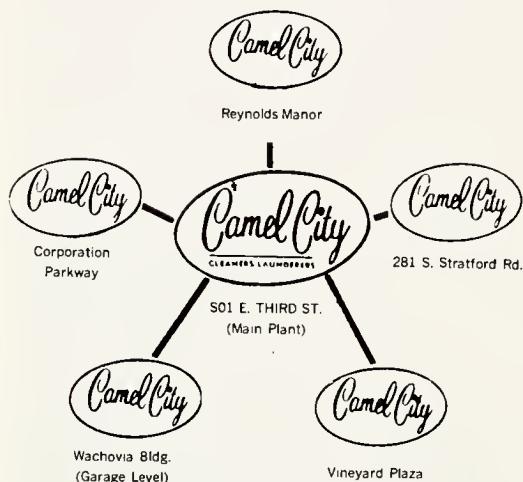 Camel City
Reynolds Manor
Camel City
Corporation
Parkway
Camel City
CLEANERS LAUNDERERS
501 E. THIRD ST.
(Main Plant)
Camel City
281 S. Stratford Rd.
Camel City
Wachovia Bldg.
(Garage Level)
Camel City
Vineyard Plaza